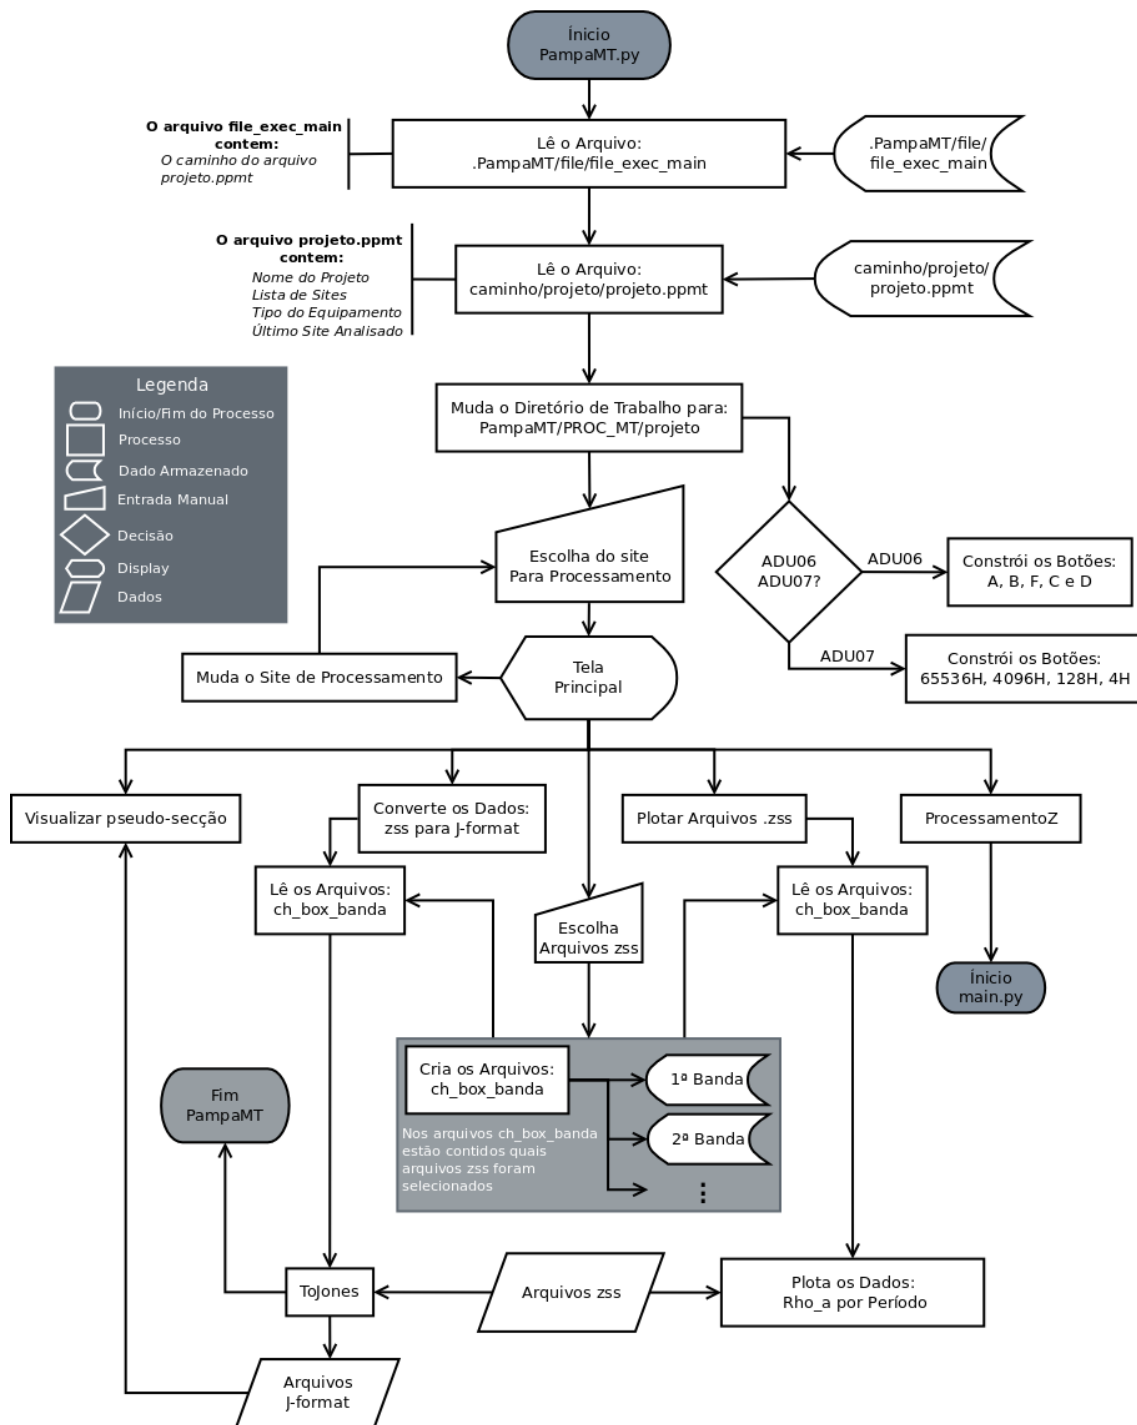 Ínicio
PampaMT.py
O arquivo file_exec_main
contem:
O caminho do arquivo
projeto.ppmt
Lê o Arquivo:
.PampaMT/file/file_exec_main
.PampaMT/file/
file_exec_main
O arquivo projeto.ppmt
contem:
Nome do Projeto
Lista de Sites
Tipo do Equipamento
Último Site Analisado
Lê o Arquivo:
caminho/projeto/projeto.ppmt
caminho/projeto/
projeto.ppmt
Legenda
Início/Fim do Processo
Processo
Dado Armazenado
Entrada Manual
Decisão
Display
Dados
Muda o Diretório de Trabalho para:
PampaMT/PROC_MT/projeto
Escolha do site
Para Processamento
ADU06
ADU07?
ADU06
Constrói os Botões:
A, B, F, C e D
ADU07
Constrói os Botões:
65536H, 4096H, 128H, 4H
Muda o Site de Processamento
Tela
Principal
Visualizar pseudo-secção
Converte os Dados:
zss para J-format
Plotar Arquivos .zss
ProcessamentoZ
Lê os Arquivos:
ch_box_banda
Escolha
Arquivos zss
Lê os Arquivos:
ch_box_banda
Ínicio
main.py
Cria os Arquivos:
ch_box_banda
1ª Banda
2ª Banda
⋮
Nos arquivos ch_box_banda
estão contidos quais
arquivos zss foram
selecionados
Fim
PampaMT
ToJones
Arquivos zss
Plota os Dados:
Rho_a por Período
Arquivos
J-format